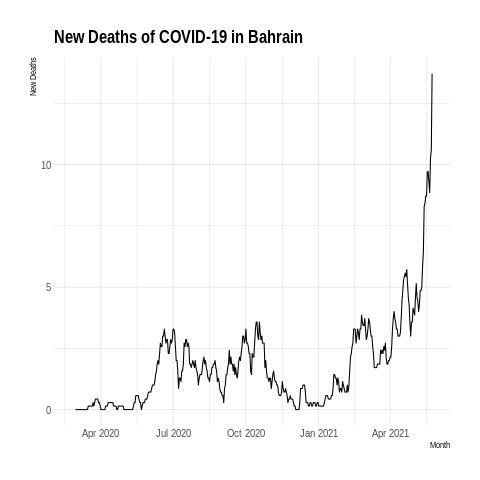 New Deaths of COVID-19 in Bahrain
New Deaths
10
5
0
Apr 2020 Jul 2020 Oct 2020 Jan 2021 Apr 2021
Month